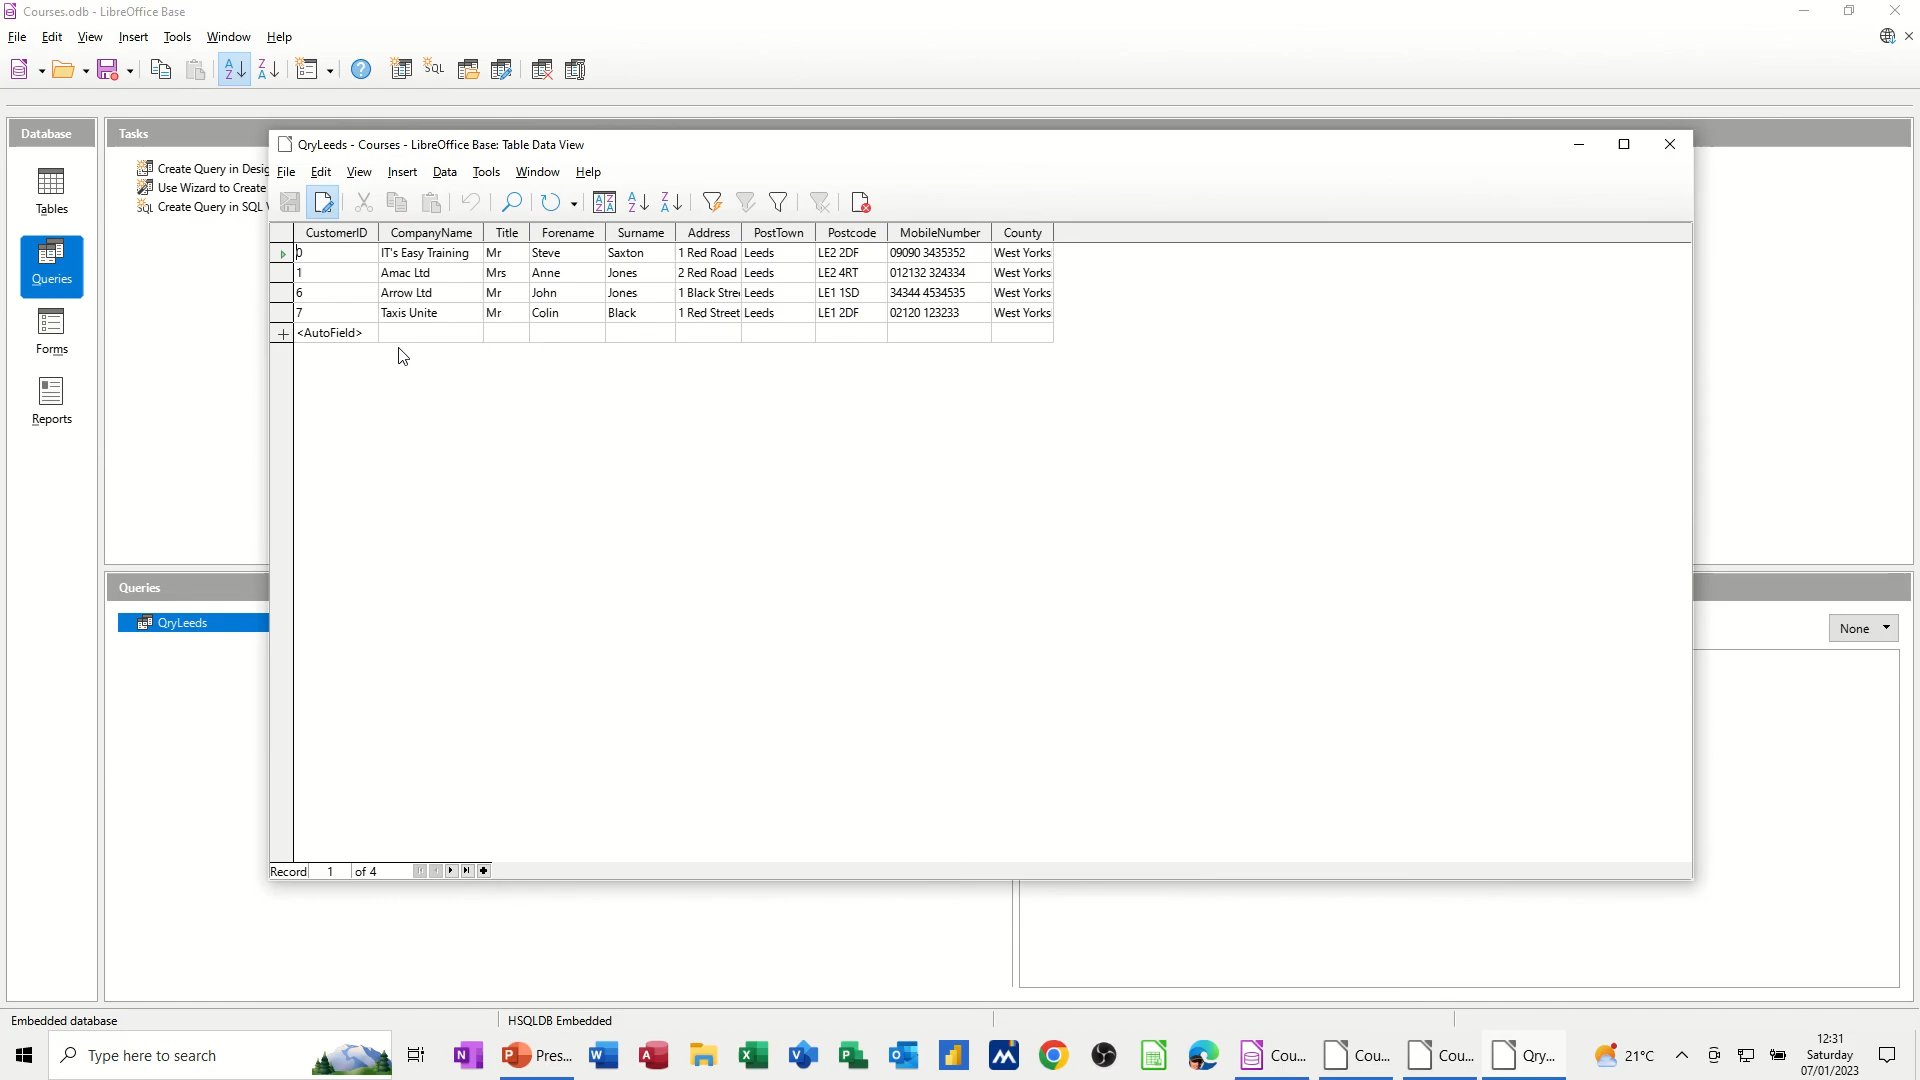 Courses.odb - LibreOffice Base
File Edit View Insert Tools Window Help
Database
Tasks
Tables
Queries
Forms
Reports
Create Query in Desig
Use Wizard to Create
Create Query in SQL V
QryLeeds - Courses - LibreOffice Base: Table Data View
File Edit View Insert Data Tools Window Help
CustomerID CompanyName Title Forename Surname Address PostTown Postcode MobileNumber County
0 IT's Easy Training Mr Steve Saxton 1 Red Road Leeds LE2 2DF 09090 3435352 West Yorks
1 Amac Ltd Mrs Anne Jones 2 Red Road Leeds LE2 4RT 012132 324334 West Yorks
6 Arrow Ltd Mr John Jones 1 Black Stree Leeds LE1 1SD 34344 4534535 West Yorks
7 Taxis Unite Mr Colin Black 1 Red Street Leeds LE1 2DF 02120 123233 West Yorks
<AutoField>
Record 1 of 4
Queries
QryLeeds
None
Embedded database
HSQLDB Embedded
Type here to search
Pres...
Cou...
Cou...
Cou...
Qry...
21°C
12:31
Saturday
07/01/2023